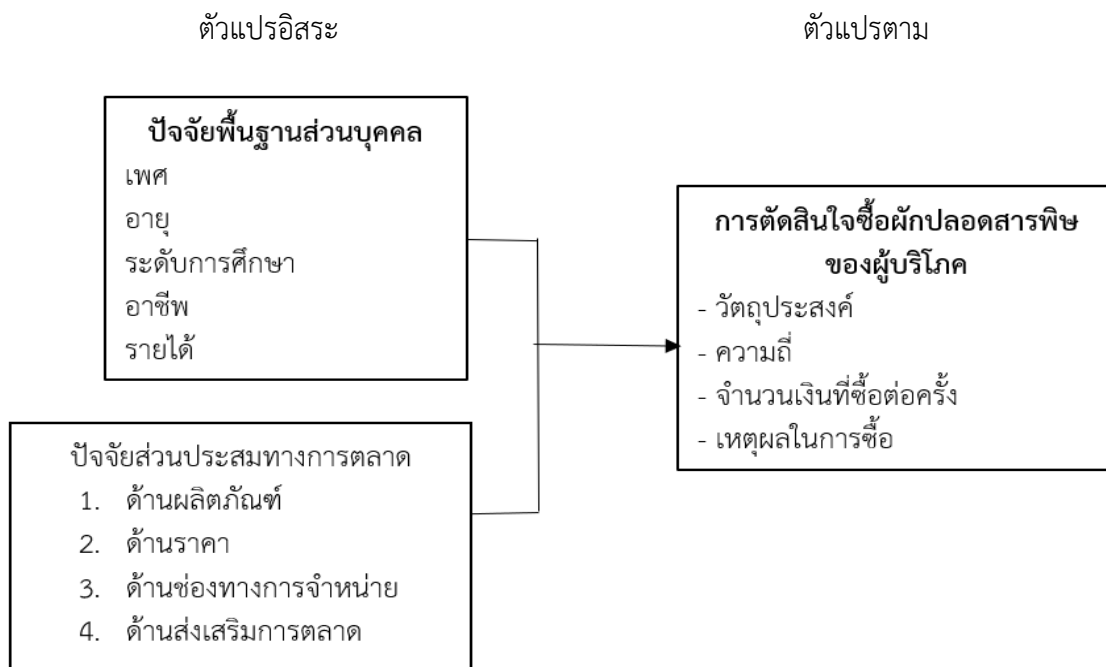 ตัวแปรอิสระ
ตัวแปรตาม
ปัจจัยพื้นฐานส่วนบุคคล
เพศ
อายุ
ระดับการศึกษา
อาชีพ
รายได้
การตัดสินใจซื้อผักปลอดสารพิษ
ของผู้บริโภค
- วัตถุประสงค์
- ความถี่
- จำนวนเงินที่ซื้อต่อครั้ง
- เหตุผลในการซื้อ
ปัจจัยส่วนประสมทางการตลาด
1. ด้านผลิตภัณฑ์
2. ด้านราคา
3. ด้านช่องทางการจำหน่าย
4. ด้านส่งเสริมการตลาด